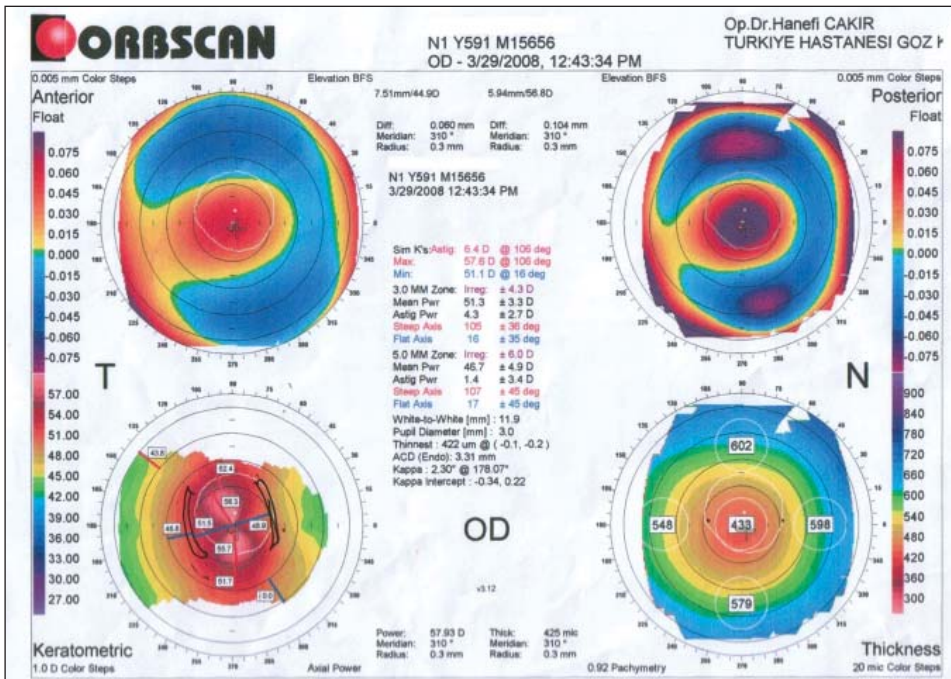 ORBSCAN
N1 Y591 M15656
OD - 3/29/2008, 12:43:34 PM
Op.Dr.Hanefi CAKIR
TURKIYE HASTANESI GOZ
0.005 mm Color Steps
Elevation BFS
Elevation BFS
0.005 mm Color Steps
Anterior
Float
7.51mm/44.9D 5.94mm/56.8D
Diff: 0.060 mm Diff: 0.104 mm
Meridian: 310 ° Meridian: 310 °
Radius: 0.3 mm Radius: 0.3 mm
Posterior
Float
N1 Y591 M15656
3/29/2008 12:43:34 PM
0.075
0.060
0.045
0.030
0.015
0.000
-0.015
-0.030
-0.045
-0.060
-0.075
0.075
0.060
0.045
0.030
0.015
0.000
-0.015
-0.030
-0.045
-0.060
-0.075
Sim K's:Astig: 6.4 D @ 106 deg
Max: 57.6 D @ 106 deg
Min: 51.1 D @ 16 deg
3.0 MM Zone: Irreg: ± 4.3 D
Mean Pwr 51.3 ± 3.3 D
Astig Pwr 4.3 ± 2.7 D
Steep Axis 105 ± 36 deg
Flat Axis 16 ± 35 deg
5.0 MM Zone: Irreg: ± 6.0 D
Mean Pwr 46.7 ± 4.9 D
Astig Pwr 1.4 ± 3.4 D
Steep Axis 107 ± 45 deg
Flat Axis 17 ± 45 deg
White-to-White [mm] : 11.9
Pupil Diameter [mm] : 3.0
Thinnest : 422 um @ ( -0.1, -0.2 )
ACD (Endo): 3.31 mm
Kappa : 2.30° @ 178.07°
Kappa Intercept : -0.34, 0.22
T
N
OD
v3.12
57.00
54.00
51.00
48.00
45.00
42.00
39.00
36.00
33.00
30.00
27.00
43.8
52.4
56.3
51.5
48.8
48.9
55.7
51.7
602
548
433
598
579
900
840
780
720
660
600
540
480
420
360
300
Keratometric
1.0 D Color Steps
Axial Power
Power: 57.93 D Thick: 425 mic
Meridian: 310 ° Meridian: 310 °
Radius: 0.3 mm Radius: 0.3 mm
0.92 Pachymetry
Thickness
20 mic Color Steps